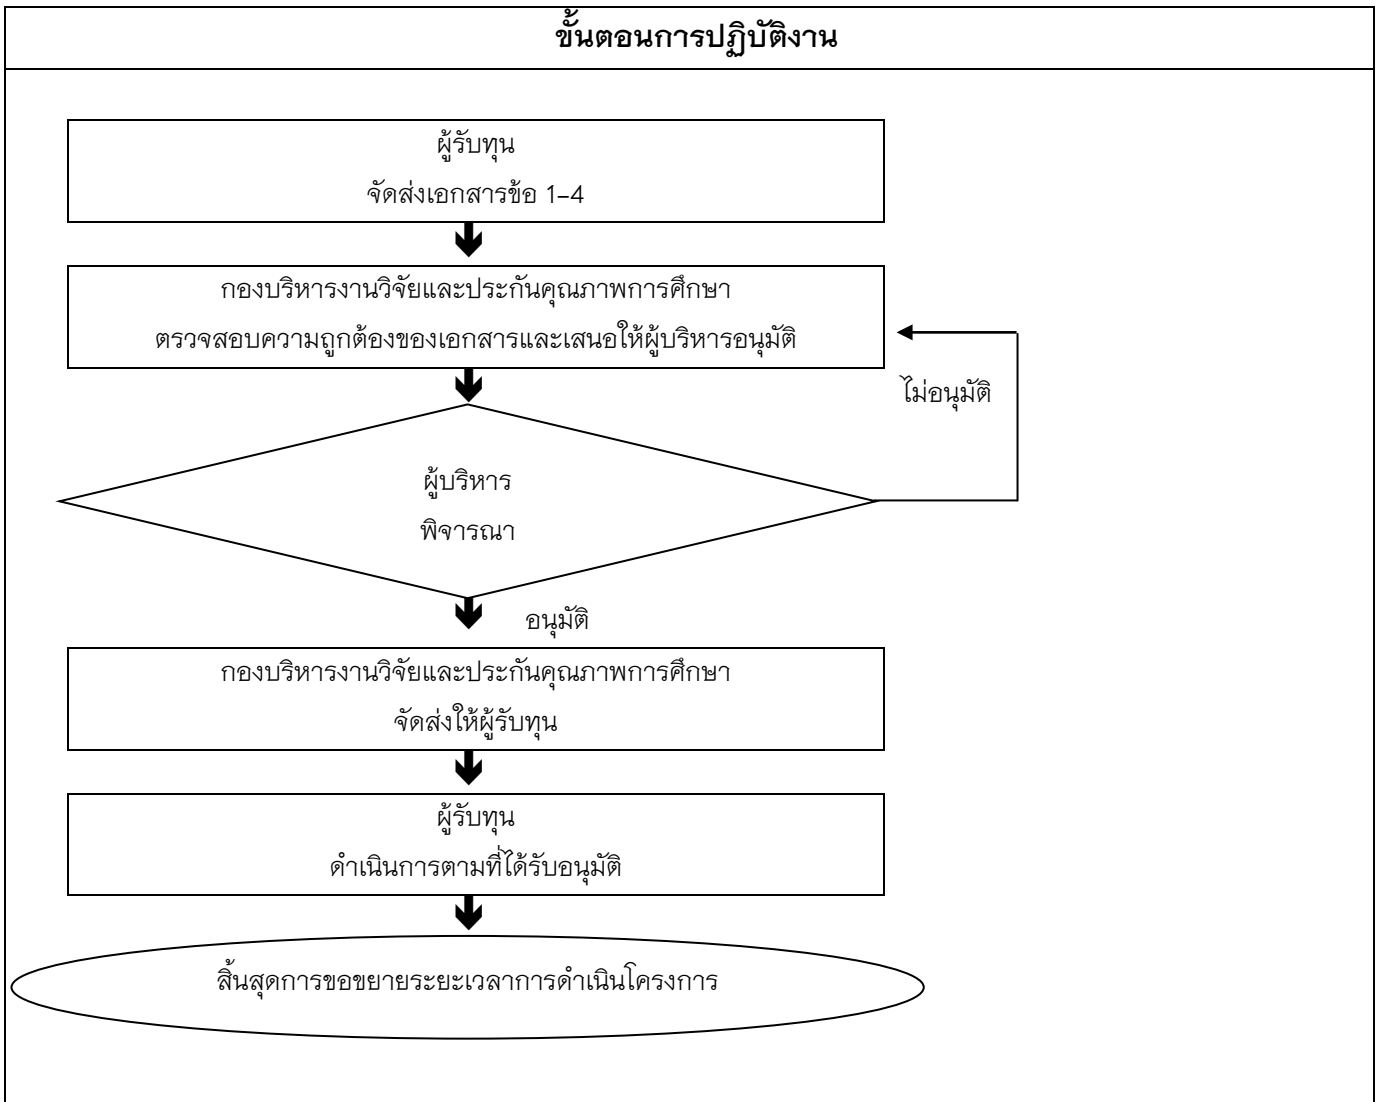 ขั้นตอนการปฏิบัติงาน
ผู้รับทุน
จัดส่งเอกสารข้อ 1-4
กองบริหารงานวิจัยและประกันคุณภาพการศึกษา
ตรวจสอบความถูกต้องของเอกสารและเสนอให้ผู้บริหารอนุมัติ
ไม่อนุมัติ
ผู้บริหาร
พิจารณา
อนุมัติ
กองบริหารงานวิจัยและประกันคุณภาพการศึกษา
จัดส่งให้ผู้รับทุน
ผู้รับทุน
ดำเนินการตามที่ได้รับอนุมัติ
สิ้นสุดการขอขยายระยะเวลาการดำเนินโครงการ